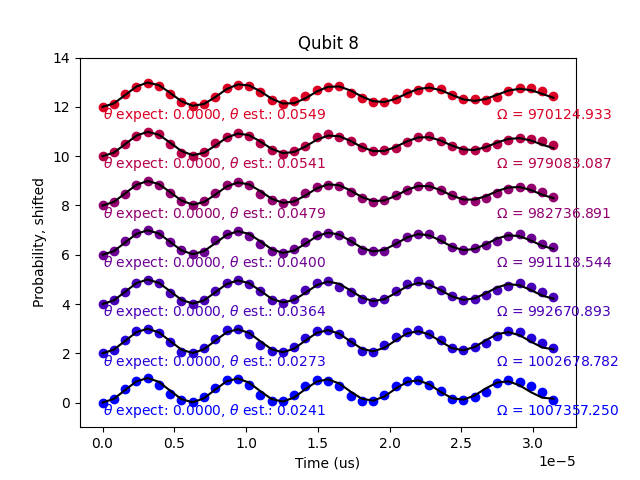 Qubit 8
14
12
10
8
6
4
2
0
Probability, shifted
θ expect: 0.0000, θ est.: 0.0549 Ω = 970124.933
θ expect: 0.0000, θ est.: 0.0541 Ω = 979083.087
θ expect: 0.0000, θ est.: 0.0479 Ω = 982736.891
θ expect: 0.0000, θ est.: 0.0400 Ω = 991118.544
θ expect: 0.0000, θ est.: 0.0364 Ω = 992670.893
θ expect: 0.0000, θ est.: 0.0273 Ω = 1002678.782
θ expect: 0.0000, θ est.: 0.0241 Ω = 1007357.250
0.0 0.5 1.0 1.5 2.0 2.5 3.0
1e−5
Time (us)